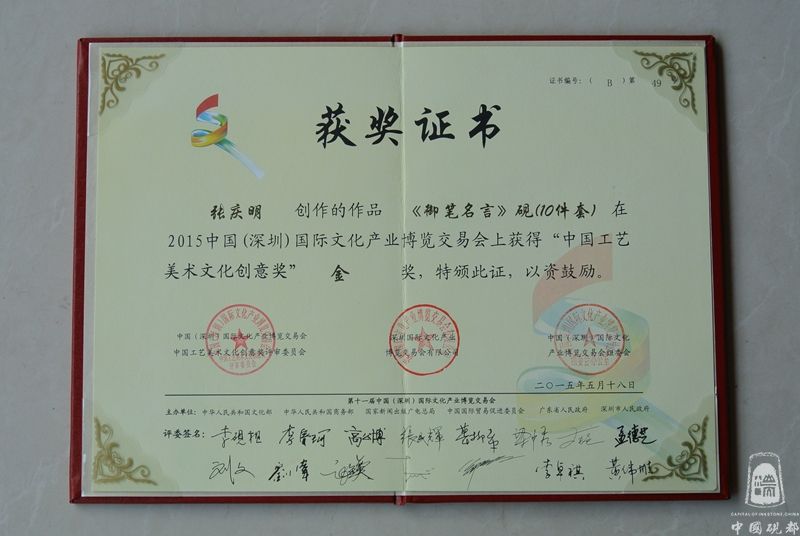 证书编号：（ B ）第 49
获奖证书
张庆明 创作的作品 《御笔名言》砚(10件套) 在
2015中国(深圳)国际文化产业博览交易会上获得“中国工艺
美术文化创意奖” 金 奖，特颁此证，以资鼓励。
中国（深圳）国际文化产业博览交易会
中国工艺美术文化创意奖评审委员会
深圳国际文化产业
博览交易会有限公司
中国（深圳）国际文化
产业博览交易会组委会
二〇一五年五月十八日
第十一届中国（深圳）国际文化产业博览交易会
主办单位： 中华人民共和国文化部 中华人民共和国商务部 国家新闻出版广电总局 中国国际贸易促进委员会 广东省人民政府 深圳市人民政府
评委签名：
CAPITAL OF INKSTONE,CHINA
中國硯都